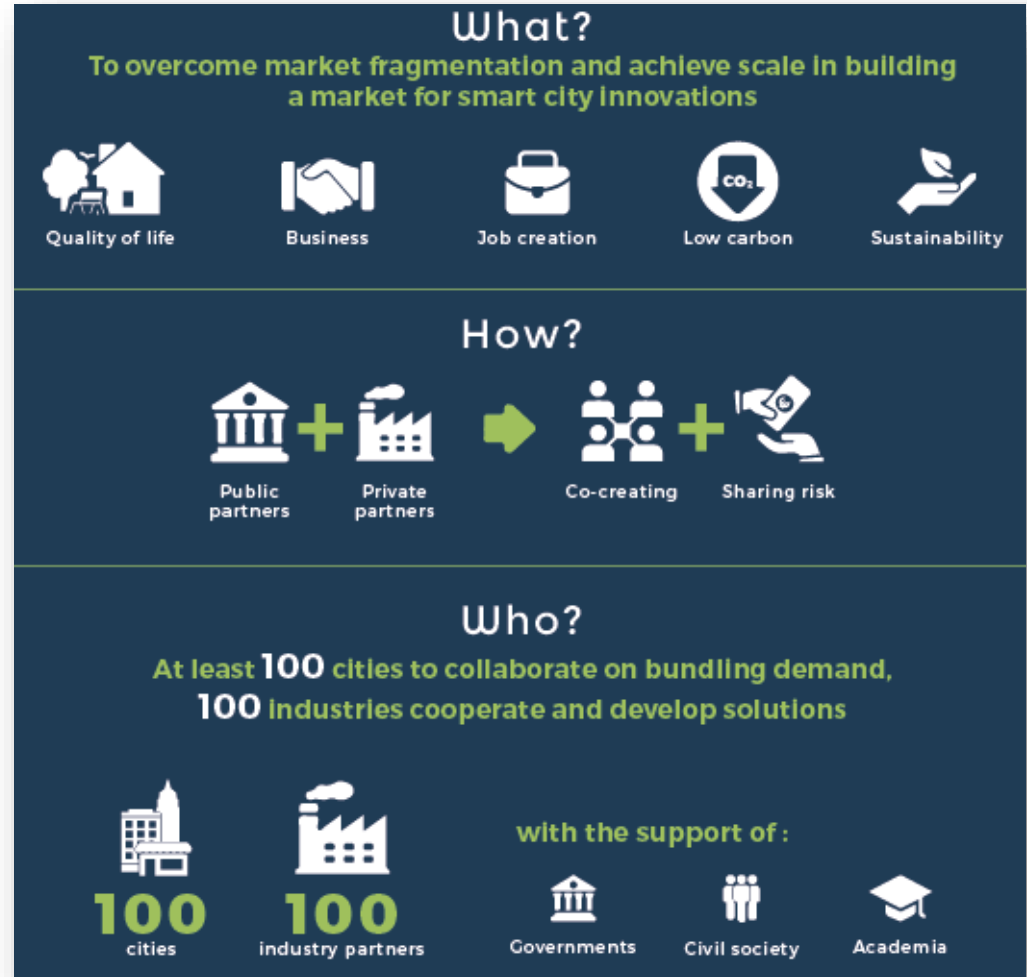 What?
To overcome market fragmentation and achieve scale in building
a market for smart city innovations
CO₂
Quality of life
Business
Job creation
Low carbon
Sustainability
How?
Public
partners
Private
partners
Co-creating
Sharing risk
Who?
At least 100 cities to collaborate on bundling demand,
100 industries cooperate and develop solutions
with the support of :
100
cities
100
industry partners
Governments
Civil society
Academia